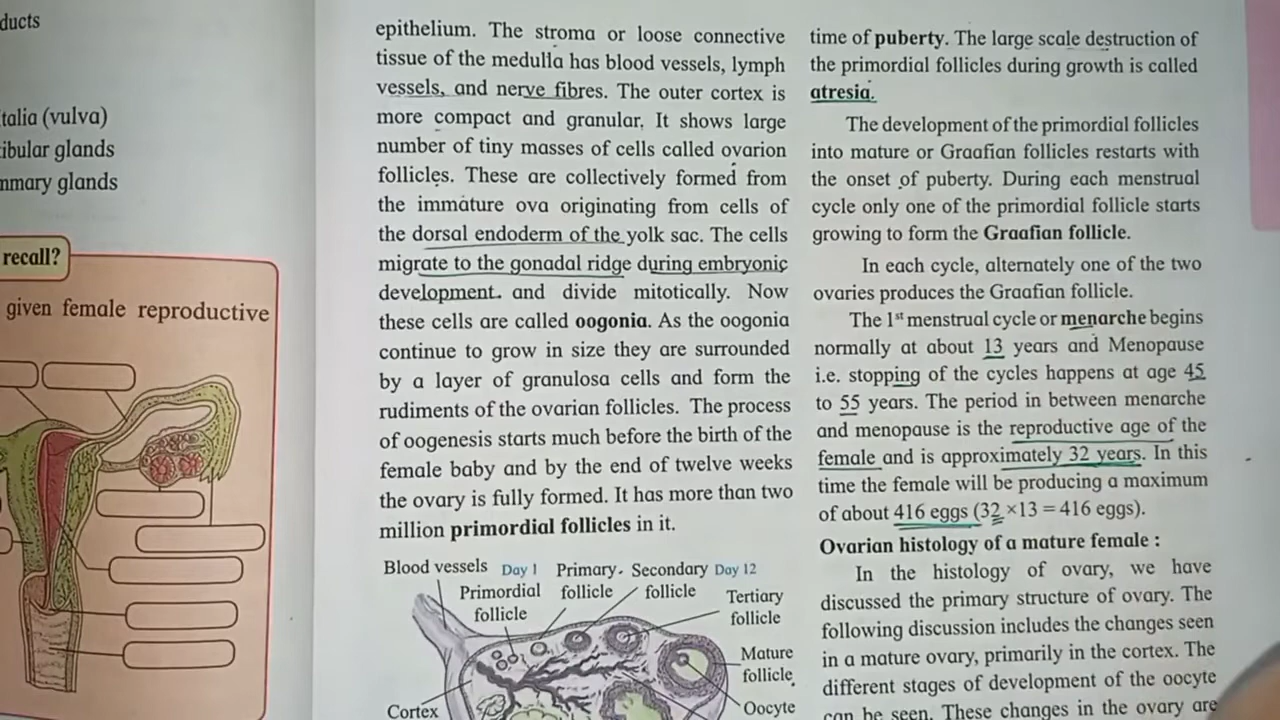 ducts
talia (vulva)
ibular glands
mmary glands
recall?
given female reproductive
epithelium. The stroma or loose connective
tissue of the medulla has blood vessels, lymph
vessels, and nerve fibres. The outer cortex is
more compact and granular. It shows large
number of tiny masses of cells called ovarion
follicles. These are collectively formed from
the immature ova originating from cells of
the dorsal endoderm of the yolk sac. The cells
migrate to the gonadal ridge during embryonic
development. and divide mitotically. Now
these cells are called oogonia. As the oogonia
continue to grow in size they are surrounded
by a layer of granulosa cells and form the
rudiments of the ovarian follicles. The process
of oogenesis starts much before the birth of the
female baby and by the end of twelve weeks
the ovary is fully formed. It has more than two
million primordial follicles in it.
Blood vessels Day 1 Primary Secondary Day 12
Primordial follicle follicle Tertiary
follicle follicle
Mature
follicle
Cortex Oocyte
time of puberty. The large scale destruction of
the primordial follicles during growth is called
atresia.
The development of the primordial follicles
into mature or Graafian follicles restarts with
the onset of puberty. During each menstrual
cycle only one of the primordial follicle starts
growing to form the Graafian follicle.
In each cycle, alternately one of the two
ovaries produces the Graafian follicle.
The 1st menstrual cycle or menarche begins
normally at about 13 years and Menopause
i.e. stopping of the cycles happens at age 45
to 55 years. The period in between menarche
and menopause is the reproductive age of the
female and is approximately 32 years. In this
time the female will be producing a maximum
of about 416 eggs (32 ×13 = 416 eggs).
Ovarian histology of a mature female :
In the histology of ovary, we have
discussed the primary structure of ovary. The
following discussion includes the changes seen
in a mature ovary, primarily in the cortex. The
different stages of development of the oocyte
can be seen. These changes in the ovary are